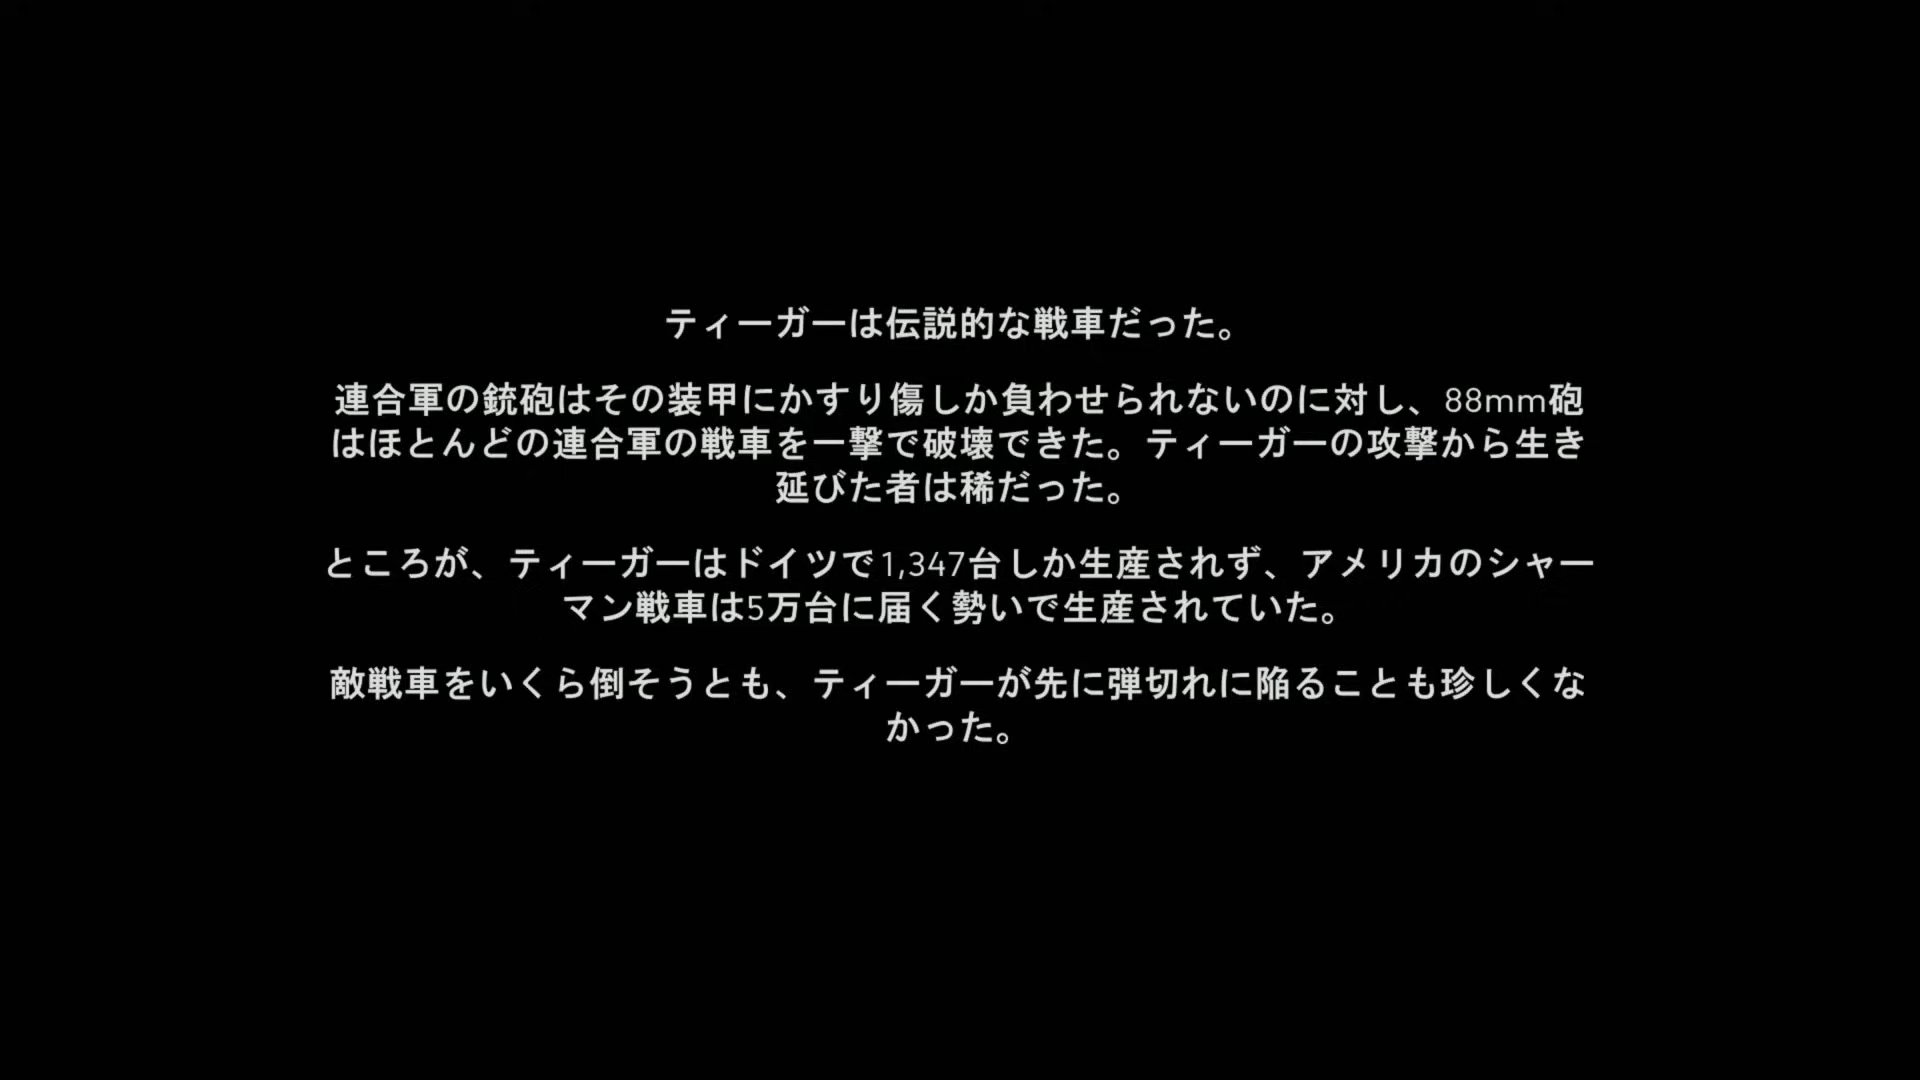 ティーガーは伝説的な戦車だった。
連合軍の銃砲はその装甲にかすり傷しか負わせられないのに対し、88mm砲
はほとんどの連合軍の戦車を一撃で破壊できた。ティーガーの攻撃から生き
延びた者は稀だった。
ところが、ティーガーはドイツで1,347台しか生産されず、アメリカのシャー
マン戦車は5万台に届く勢いで生産されていた。
敵戦車をいくら倒そうとも、ティーガーが先に弾切れに陥ることも珍しくな
かった。